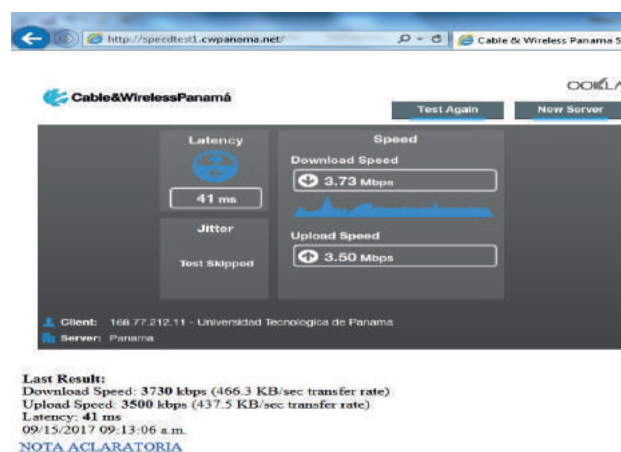 http://speedtest1.cwpanama.net/
Cable & Wireless Panama S
Cable&WirelessPanamá
OOKLA
Test Again
New Server
Latency
41 ms
Jitter
Test Skipped
Speed
Download Speed
3.73 Mbps
Upload Speed
3.50 Mbps
Client: 168.77.212.11 - Universidad Tecnologica de Panama
Server: Panama
Last Result:
Download Speed: 3730 kbps (466.3 KB/sec transfer rate)
Upload Speed: 3500 kbps (437.5 KB/sec transfer rate)
Latency: 41 ms
09/15/2017 09:13:06 a.m.
NOTA ACLARATORIA